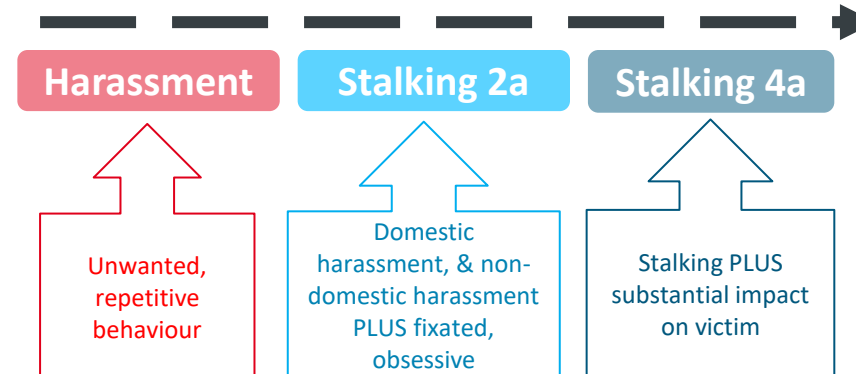 Harassment
Stalking 2a
Stalking 4a
Unwanted,
repetitive
behaviour
Domestic
harassment, & non-
domestic harassment
PLUS fixated,
obsessive
Stalking PLUS
substantial impact
on victim